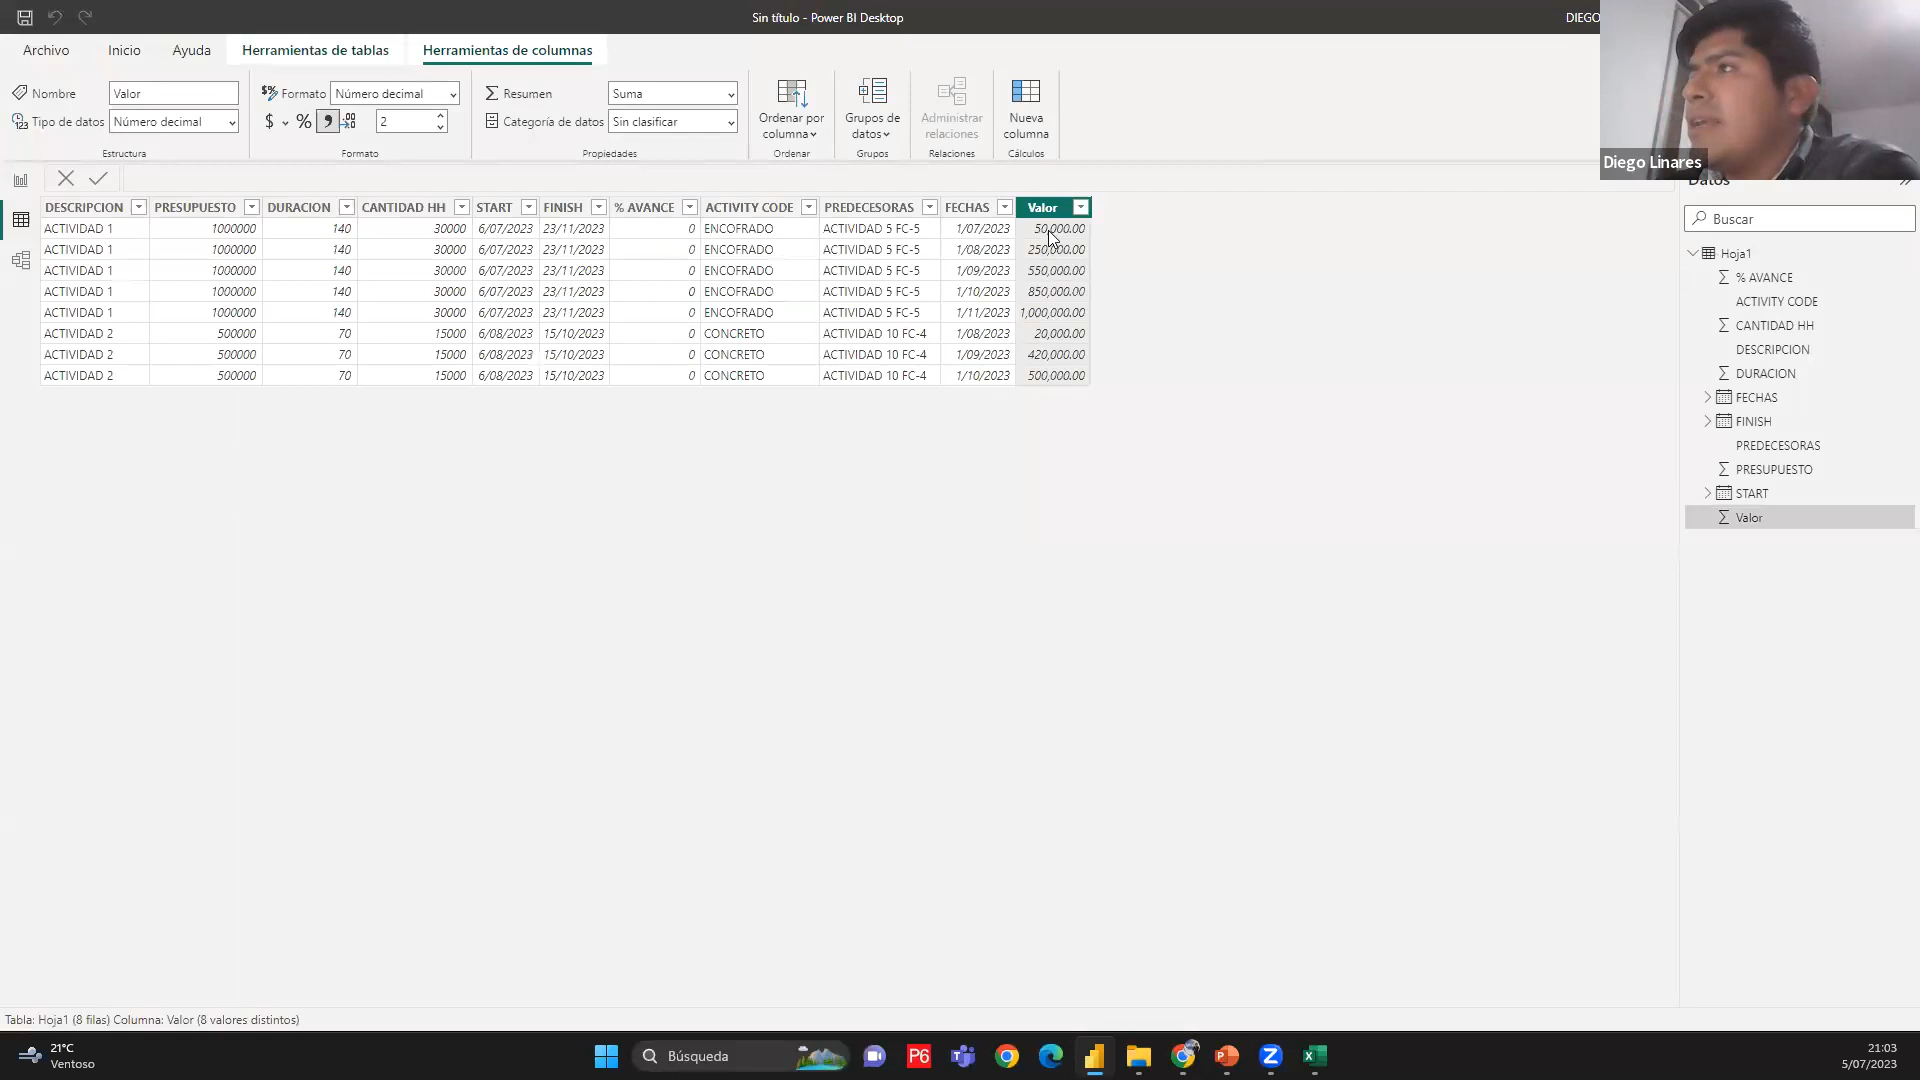 Sin título - Power BI Desktop
DIEGO
Archivo
Inicio
Ayuda
Herramientas de tablas
Herramientas de columnas
Nombre
Valor
Formato
Número decimal
Resumen
Suma
Tipo de datos
Número decimal
$
%
2
Categoría de datos
Sin clasificar
Ordenar por
columna
Grupos de
datos
Administrar
relaciones
Nueva
columna
Estructura
Formato
Propiedades
Ordenar
Grupos
Relaciones
Cálculos
Diego Linares
Datos
DESCRIPCION PRESUPUESTO DURACION CANTIDAD HH START FINISH % AVANCE ACTIVITY CODE PREDECESORAS FECHAS Valor
ACTIVIDAD 1 1000000 140 30000 6/07/2023 23/11/2023 0 ENCOFRADO ACTIVIDAD 5 FC-5 1/07/2023 50,000.00
ACTIVIDAD 1 1000000 140 30000 6/07/2023 23/11/2023 0 ENCOFRADO ACTIVIDAD 5 FC-5 1/08/2023 250,000.00
ACTIVIDAD 1 1000000 140 30000 6/07/2023 23/11/2023 0 ENCOFRADO ACTIVIDAD 5 FC-5 1/09/2023 550,000.00
ACTIVIDAD 1 1000000 140 30000 6/07/2023 23/11/2023 0 ENCOFRADO ACTIVIDAD 5 FC-5 1/10/2023 850,000.00
ACTIVIDAD 1 1000000 140 30000 6/07/2023 23/11/2023 0 ENCOFRADO ACTIVIDAD 5 FC-5 1/11/2023 1,000,000.00
ACTIVIDAD 2 500000 70 15000 6/08/2023 15/10/2023 0 CONCRETO ACTIVIDAD 10 FC-4 1/08/2023 20,000.00
ACTIVIDAD 2 500000 70 15000 6/08/2023 15/10/2023 0 CONCRETO ACTIVIDAD 10 FC-4 1/09/2023 420,000.00
ACTIVIDAD 2 500000 70 15000 6/08/2023 15/10/2023 0 CONCRETO ACTIVIDAD 10 FC-4 1/10/2023 500,000.00
Buscar
Hoja1
% AVANCE
ACTIVITY CODE
CANTIDAD HH
DESCRIPCION
DURACION
FECHAS
FINISH
PREDECESORAS
PRESUPUESTO
START
Valor
Tabla: Hoja1 (8 filas) Columna: Valor (8 valores distintos)
21°C
Ventoso
Búsqueda
P6
21:03
5/07/2023